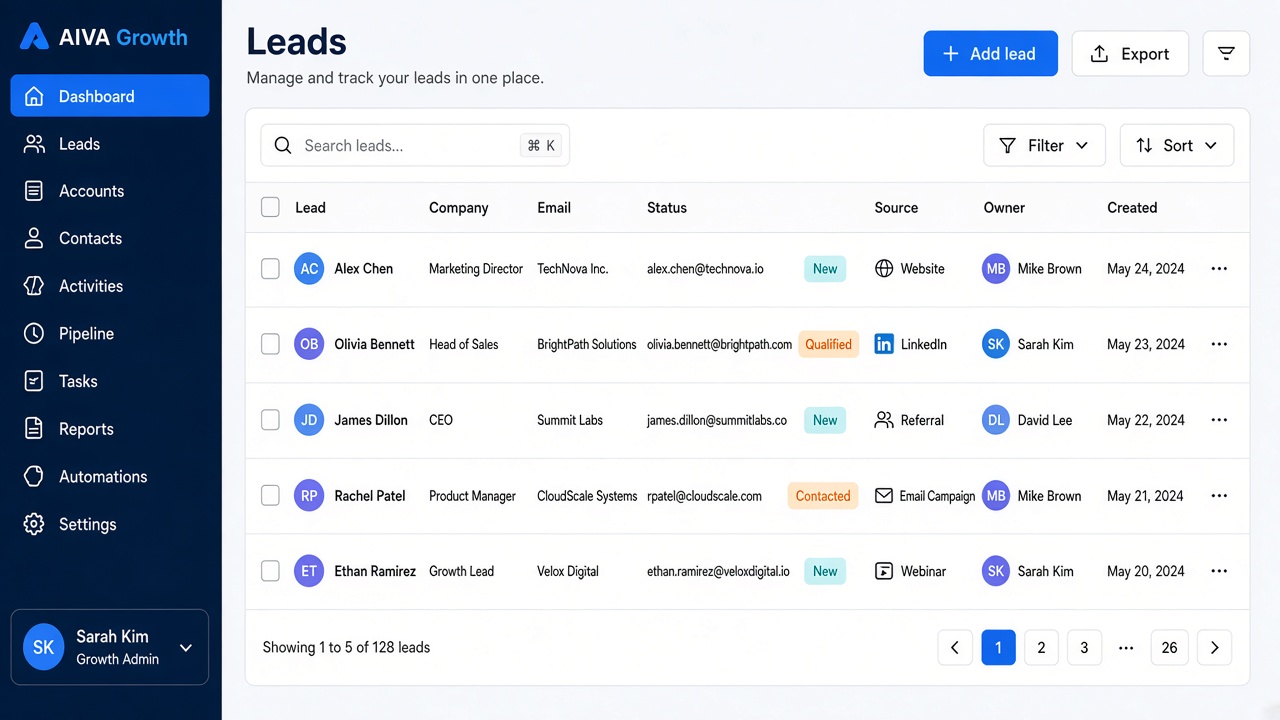 AIVA Growth
Dashboard
Leads
Accounts
Contacts
Activities
Pipeline
Tasks
Reports
Automations
Settings
SK
Sarah Kim
Growth Admin
Leads
Manage and track your leads in one place.
+ Add lead
Export
Search leads...
⌘ K
Filter
Sort
Lead Company Email Status Source Owner Created
AC Alex Chen Marketing Director TechNova Inc. alex.chen@technova.io New Website MB Mike Brown May 24, 2024 ...
OB Olivia Bennett Head of Sales BrightPath Solutions olivia.bennett@brightpath.com Qualified in LinkedIn SK Sarah Kim May 23, 2024 ...
JD James Dillon CEO Summit Labs james.dillon@summitlabs.co New Referral DL David Lee May 22, 2024 ...
RP Rachel Patel Product Manager CloudScale Systems rpatel@cloudscale.com Contacted Email Campaign MB Mike Brown May 21, 2024 ...
ET Ethan Ramirez Growth Lead Velox Digital ethan.ramirez@veloxdigital.io New Webinar SK Sarah Kim May 20, 2024 ...
Showing 1 to 5 of 128 leads
< 1 2 3 ... 26 >